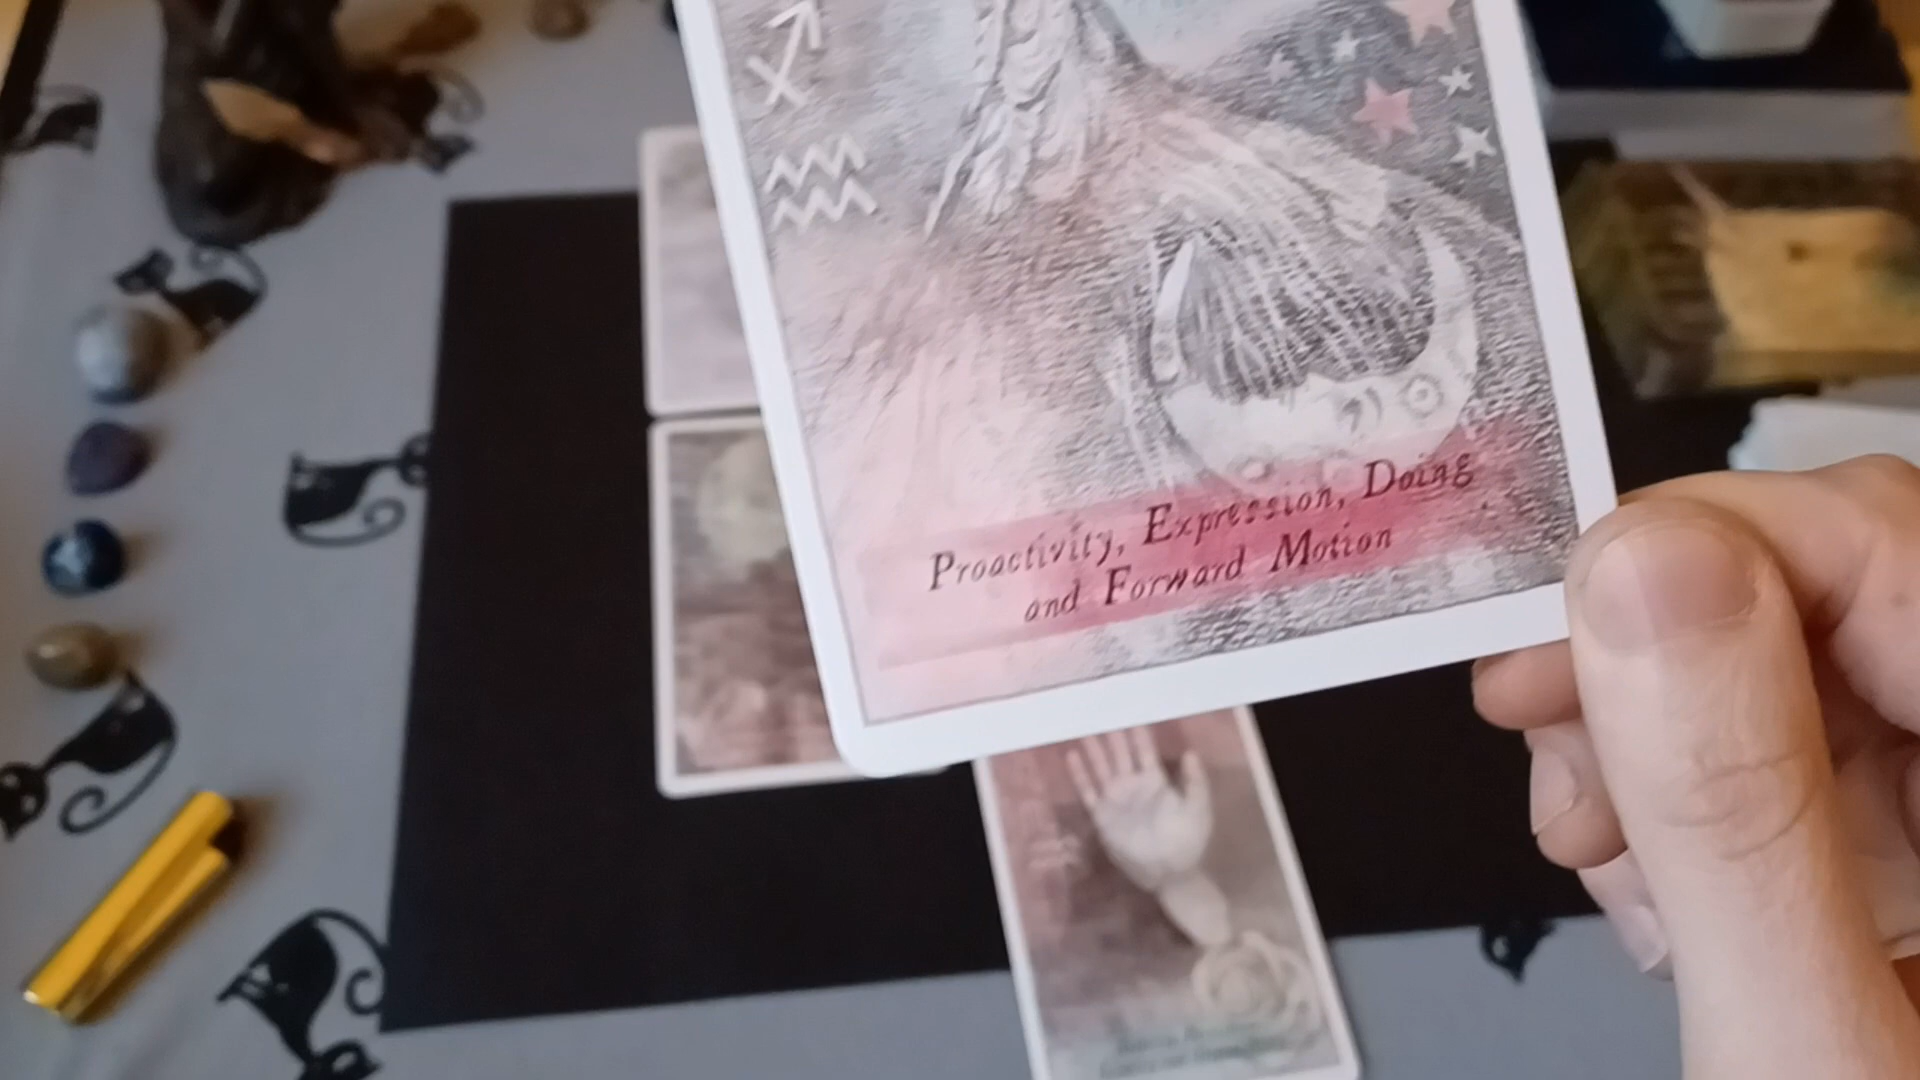 Proactivity, Expression, Doing
and Forward Motion